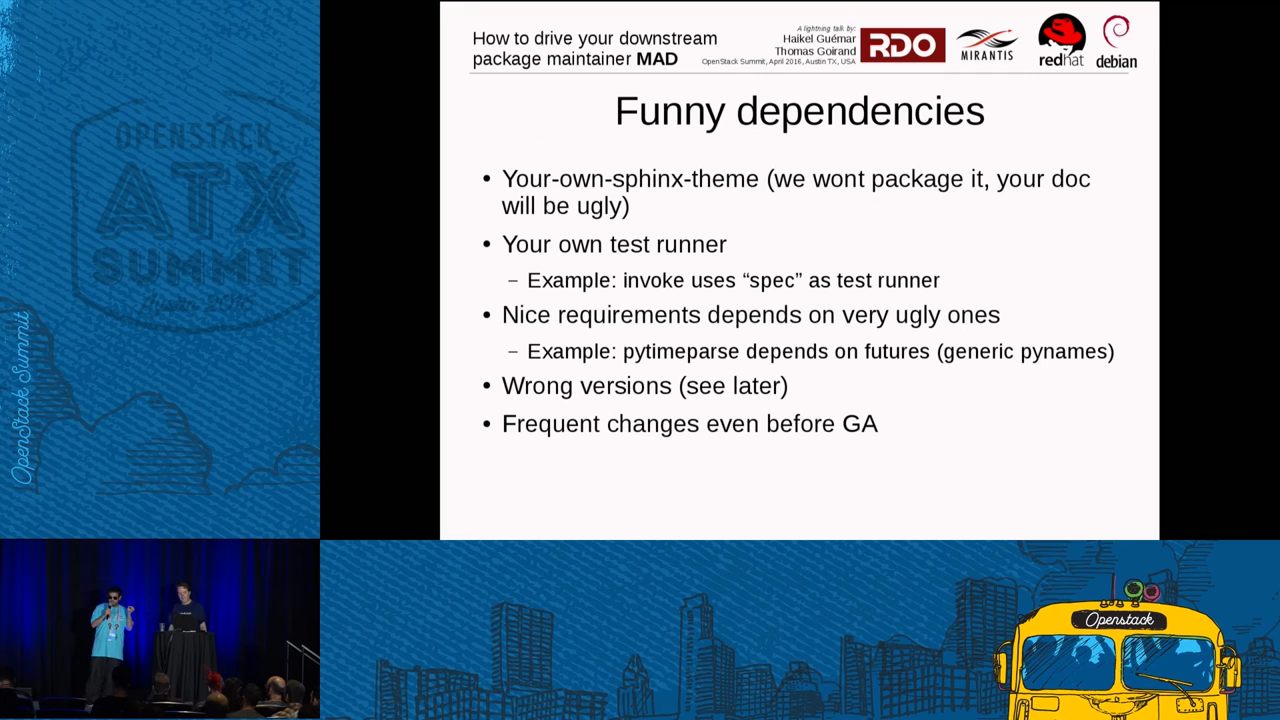 How to drive your downstream
package maintainer MAD
A lightning talk by:
Haikel Guémar
Thomas Goirand
OpenStack Summit, April 2016, Austin TX, USA
RDO
MIRANTIS
redhat
debian
Funny dependencies
• Your-own-sphinx-theme (we wont package it, your doc
will be ugly)
• Your own test runner
– Example: invoke uses “spec” as test runner
• Nice requirements depends on very ugly ones
– Example: pytimeparse depends on futures (generic pynames)
• Wrong versions (see later)
• Frequent changes even before GA
OPENSTACK
ATX
SUMMIT
OpenStack Summit
Openstack